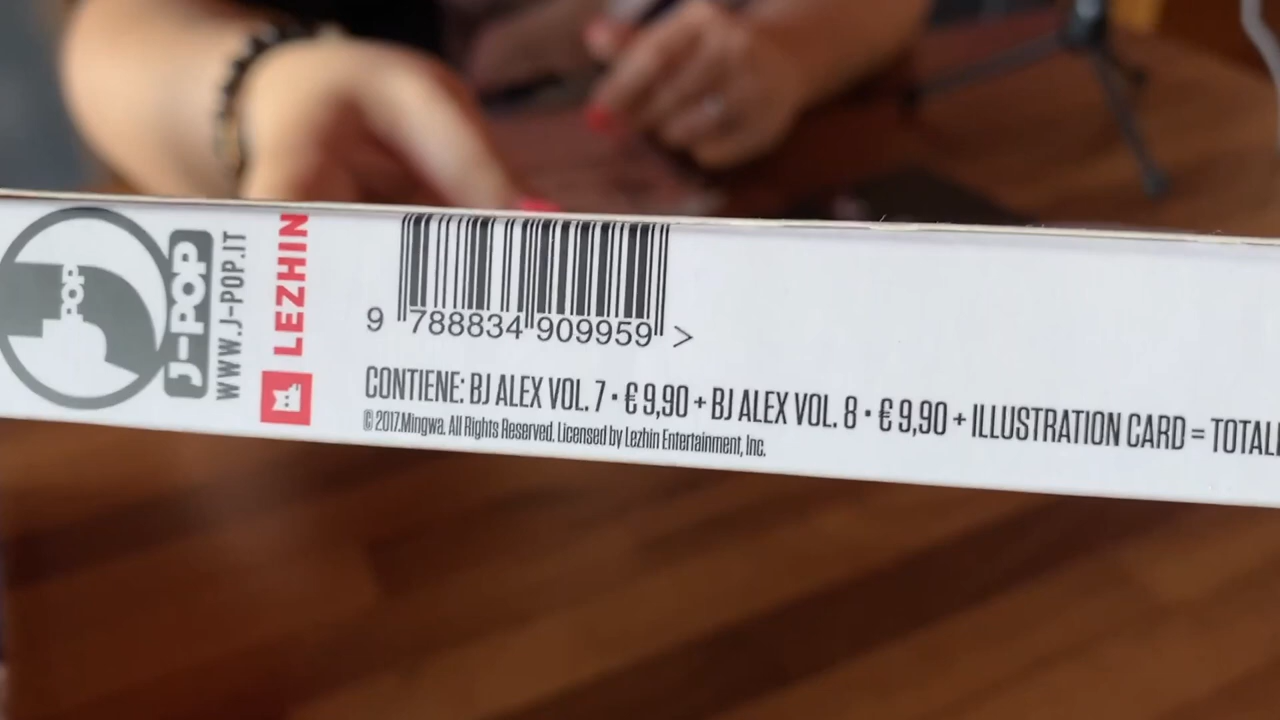 POP
J-POP
WWW.J-POP.IT
LEZHIN
9 788834 909959 >
CONTIENE: BJ ALEX VOL. 7 • € 9,90 + BJ ALEX VOL. 8 • € 9,90 + ILLUSTRATION CARD = TOTAL
© 2017.Mingwa. All Rights Reserved. Licensed by Lezhin Entertainment, Inc.